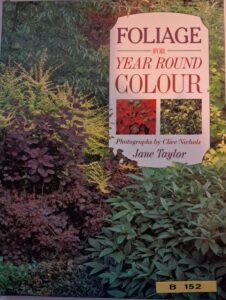 FOLIAGE
FOR
YEAR ROUND
COLOUR
Photographs by Clive Nichols
Jane Taylor
B 152